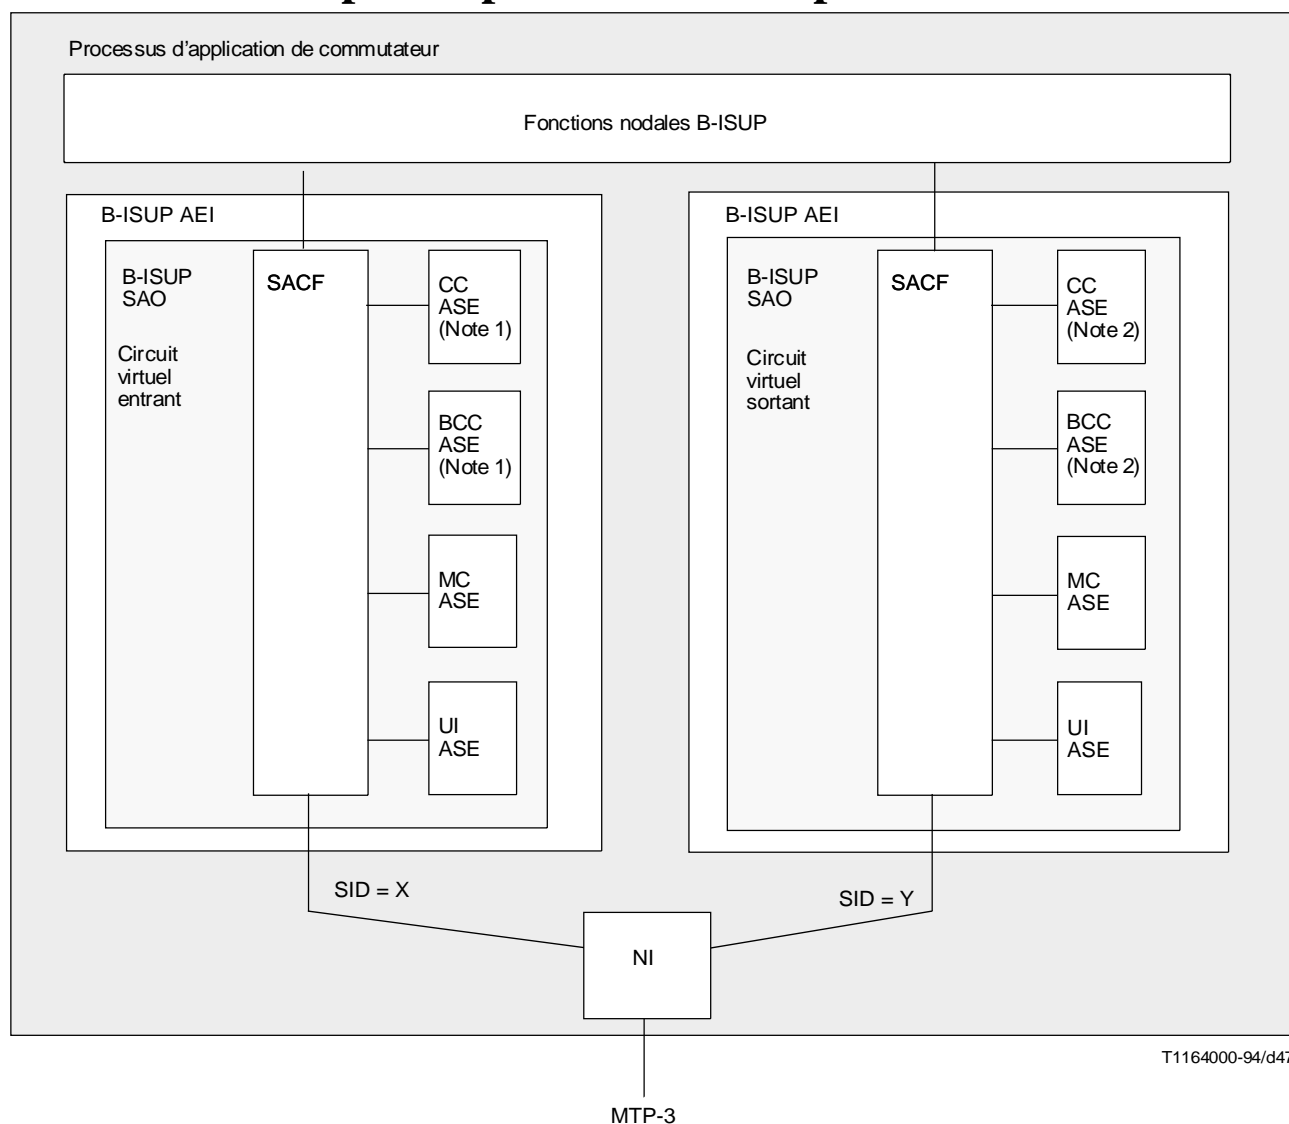 Processus d'application de commutateur
Fonctions nodales B-ISUP
B-ISUP AEI
B-ISUP
SAO
Circuit
virtuel
entrant
SACF
CC
ASE
(Note 1)
BCC
ASE
(Note 1)
MC
ASE
UI
ASE
B-ISUP AEI
B-ISUP
SAO
Circuit
virtuel
sortant
SACF
CC
ASE
(Note 2)
BCC
ASE
(Note 2)
MC
ASE
UI
ASE
SID = X
SID = Y
NI
T1164000-94/d47
MTP-3